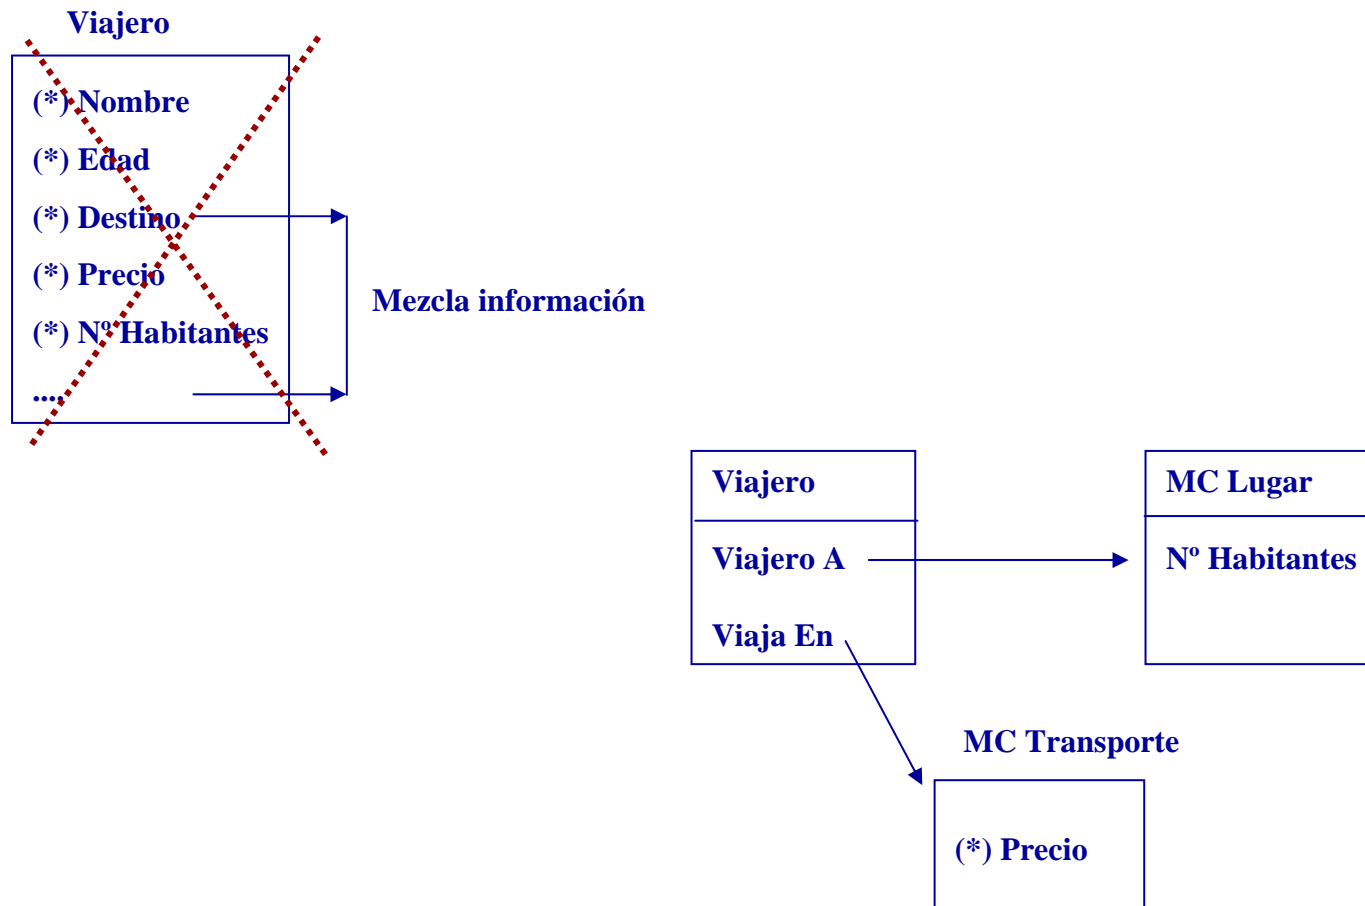 Viajero
(*) Nombre
(*) Edad
(*) Destino
(*) Precio
(*) Nº Habitantes
....
Mezcla información
Viajero
Viajero A
Viaja En
MC Lugar
Nº Habitantes
MC Transporte
(*) Precio